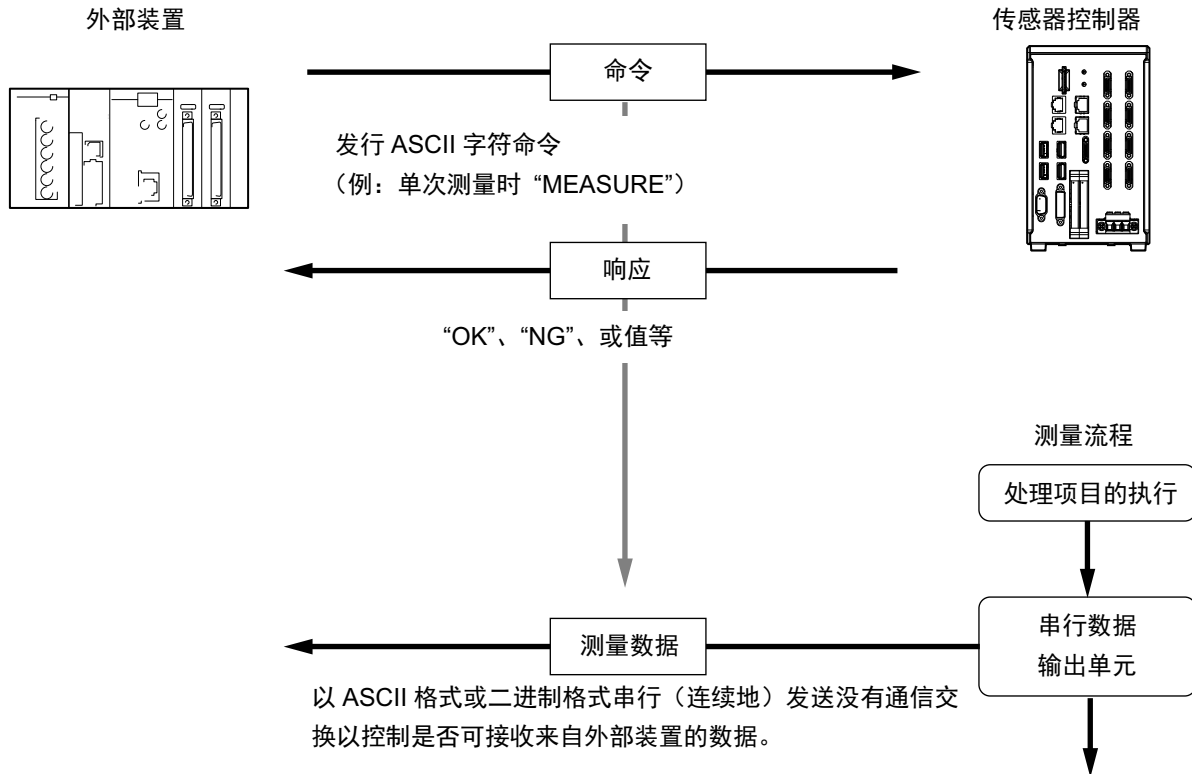 外部装置
传感器控制器
命令
发行 ASCII 字符命令
（例：单次测量时 “MEASURE”）
响应
“OK”、“NG”、或值等
测量流程
处理项目的执行
串行数据
输出单元
测量数据
以 ASCII 格式或二进制格式串行（连续地）发送没有通信交
换以控制是否可接收来自外部装置的数据。